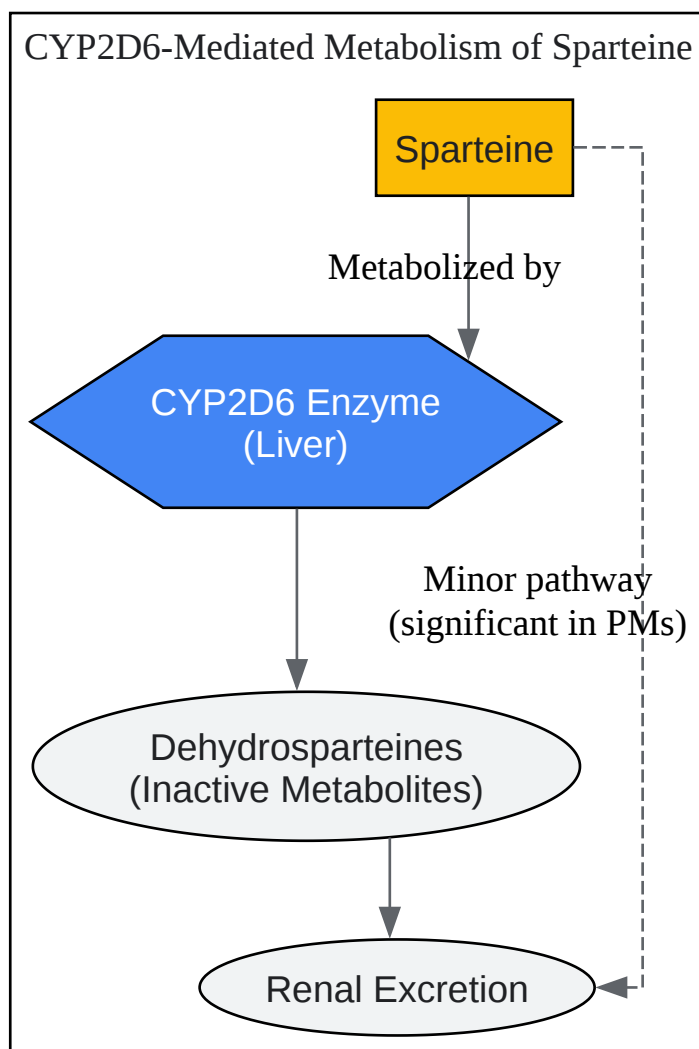 CYP2D6-Mediated Metabolism of Sparteine
Sparteine
Metabolized by
CYP2D6 Enzyme
(Liver)
Minor pathway
(significant in PMs)
Dehydrosparteines
(Inactive Metabolites)
Renal Excretion